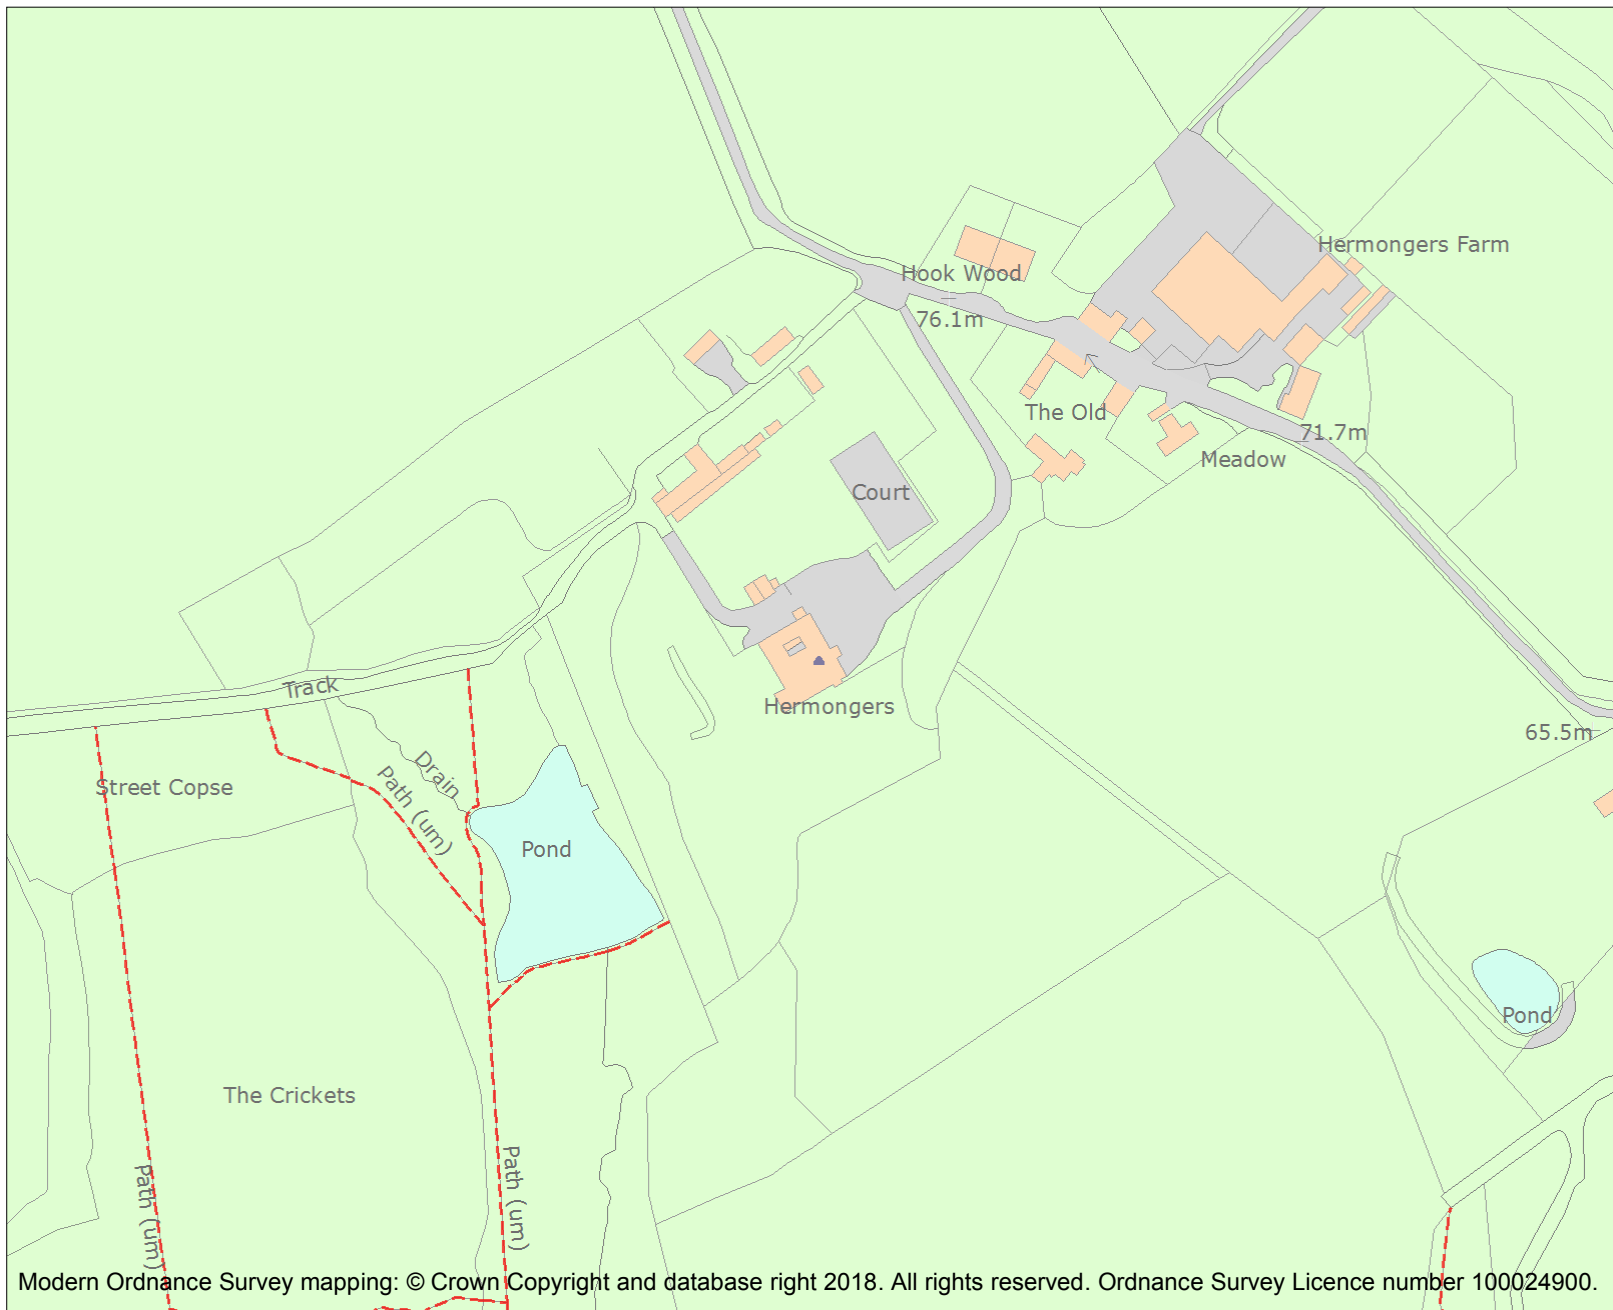 Hermongers Farm
Hook Wood
76.1m
The Old
71.7m
Meadow
Court
Track
Hermongers
65.5m
Drain
Street Copse
Path (um)
Pond
Pond
The Crickets
Path (um)
Path (um)
Modern Ordnance Survey mapping: © Crown Copyright and database right 2018. All rights reserved. Ordnance Survey Licence number 100024900.